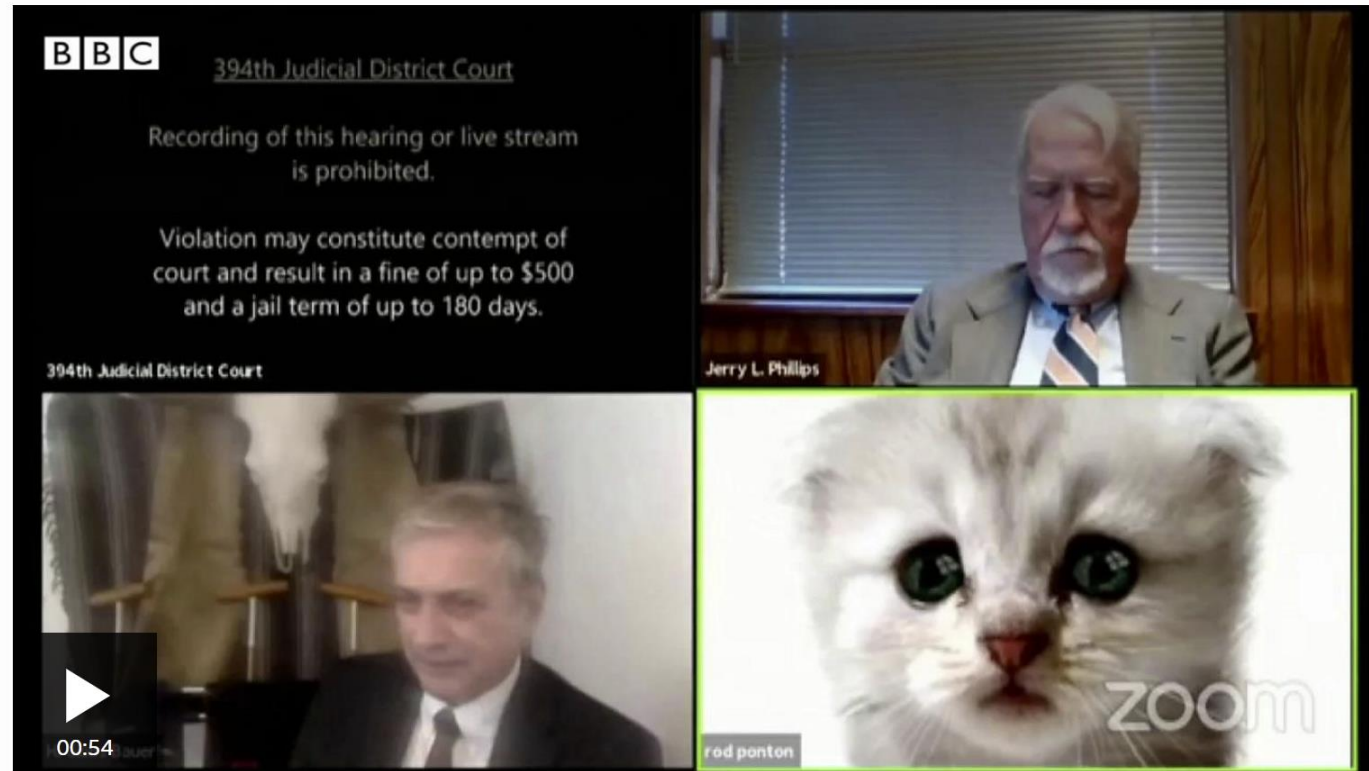 BBC
394th Judicial District Court
Recording of this hearing or live stream
is prohibited.
Violation may constitute contempt of
court and result in a fine of up to $500
and a jail term of up to 180 days.
394th Judicial District Court
Jerry L. Phillips
00:54
Bauer
rod ponton
zoom